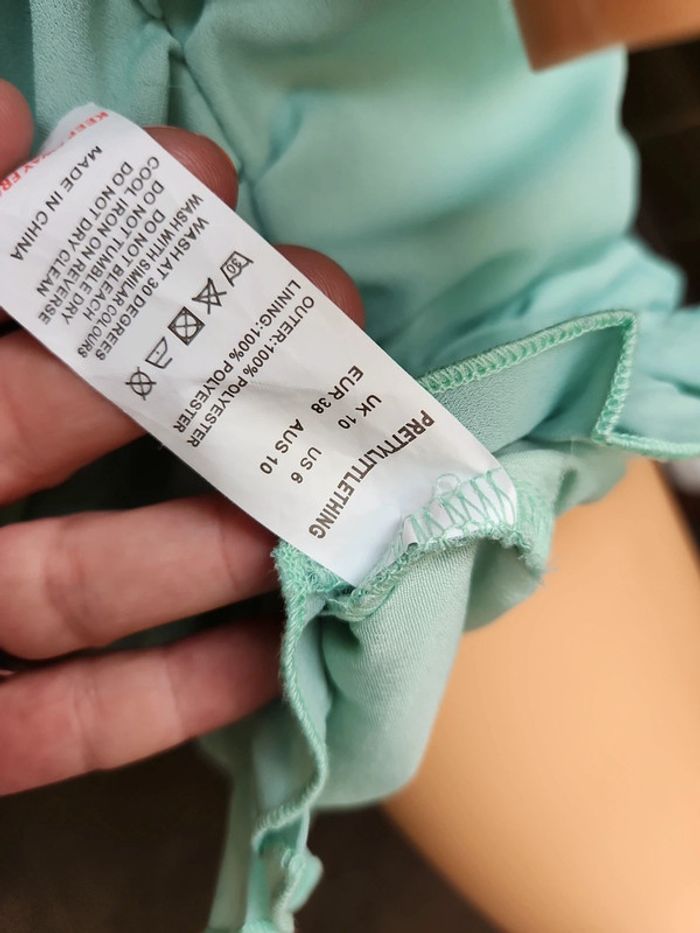 PRETTYLITTLETHING
UK 10 US 6
EUR 38 AUS 10
OUTER:100% POLYESTER
LINING:100% POLYESTER
30
WASH AT 30 DEGREES
WASH WITH SIMILAR COLOURS
DO NOT BLEACH
DO NOT TUMBLE DRY
COOL IRON ON REVERSE
DO NOT DRY CLEAN
MADE IN CHINA